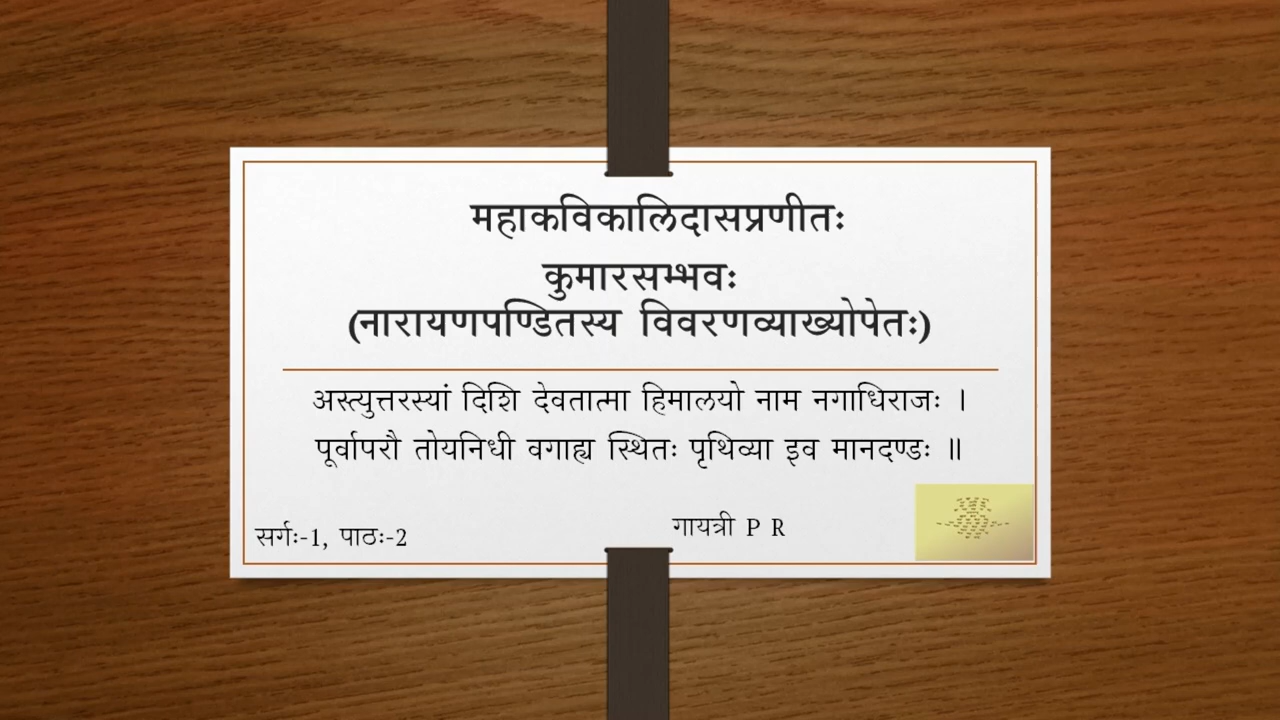 महाकविकालिदासप्रणीतः
कुमारसम्भवः
(नारायणपण्डितस्य विवरणव्याख्योपेतः)
अस्त्युत्तरस्यां दिशि देवतात्मा हिमालयो नाम नगाधिराजः ।
पूर्वापरौ तोयनिधी वगाह्य स्थितः पृथिव्या इव मानदण्डः ॥
सर्गः-1, पाठः-2
गायत्री P R